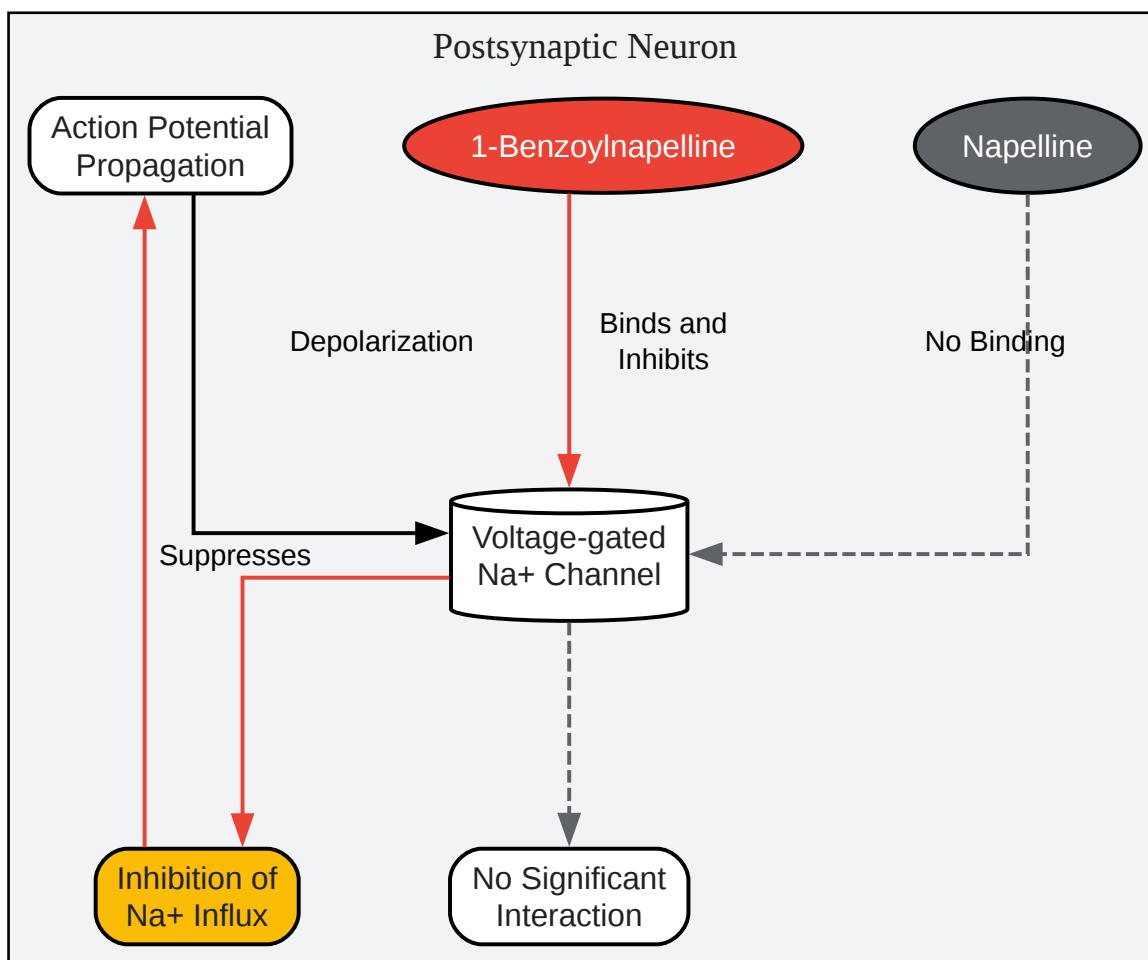 Postsynaptic Neuron
Action Potential
Propagation
1-Benzoylnapelline
Napelline
Depolarization
Binds and
Inhibits
No Binding
Voltage-gated
Na+ Channel
Suppresses
Inhibition of
Na+ Influx
No Significant
Interaction